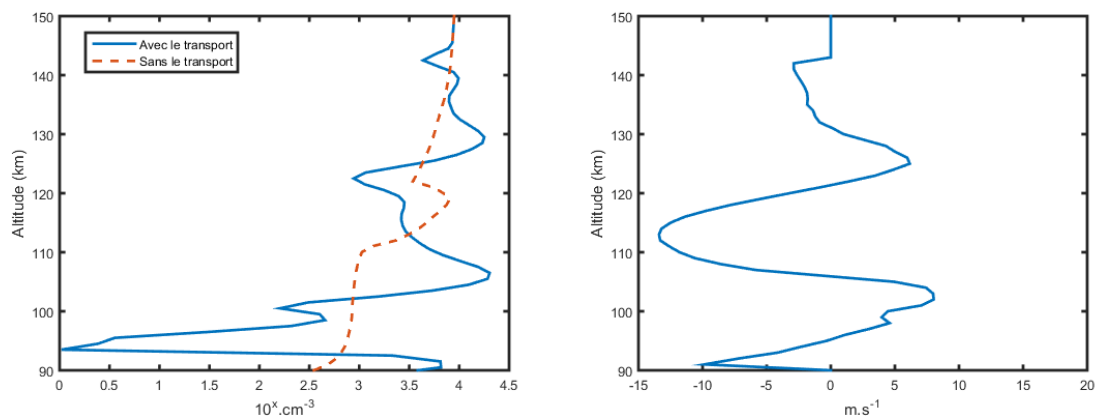 150
140
130
120
110
100
90
Altitude (km)
Avec le transport
Sans le transport
0 0.5 1 1.5 2 2.5 3 3.5 4 4.5
10^x.cm^-3
150
140
130
120
110
100
90
Altitude (km)
-15 -10 -5 0 5 10 15 20
m.s^-1